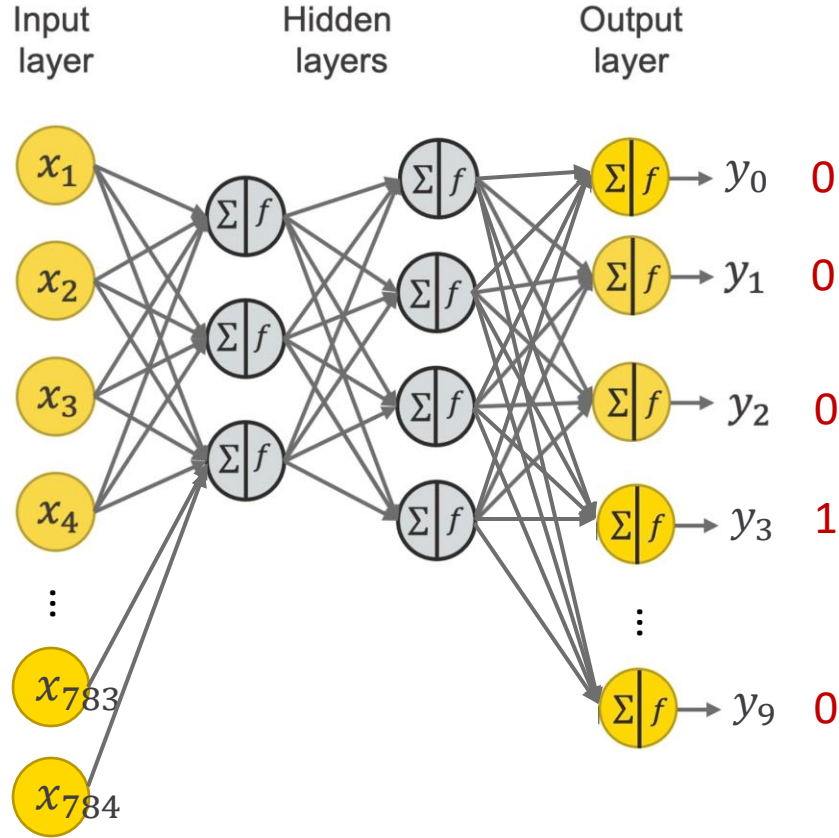 Input layer
Hidden layers
Output layer
x₁
x₂
x₃
x₄
⋮
x₇₈₃
x₇₈₄
Σ f
Σ f
Σ f
Σ f
Σ f
Σ f
Σ f
Σ f y₀ 0
Σ f y₁ 0
Σ f y₂ 0
Σ f y₃ 1
⋮
Σ f y₉ 0